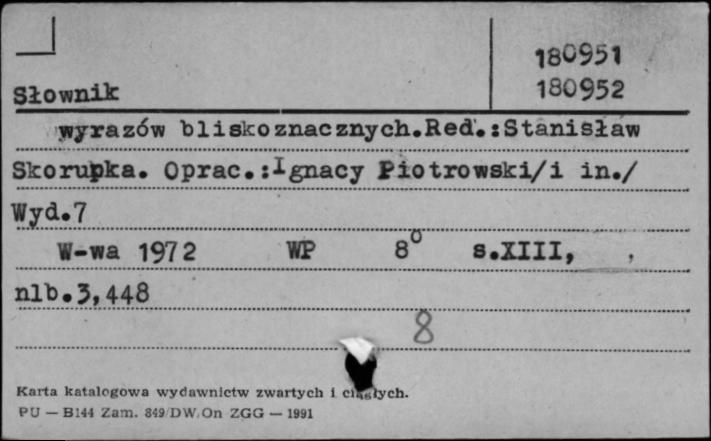 180951
Słownik 180952
wyrazów bliskoznacznych.Red.:Stanisław
Skorupka. Oprac.:Ignacy Piotrowski/i in./
Wyd.7
W-wa 1972 WP 8° s.XIII, ,
nlb.3,448
8
Karta katalogowa wydawnictw zwartych i ciągłych.
PU — B144 Zam. 849/DW/On ZGG — 1991